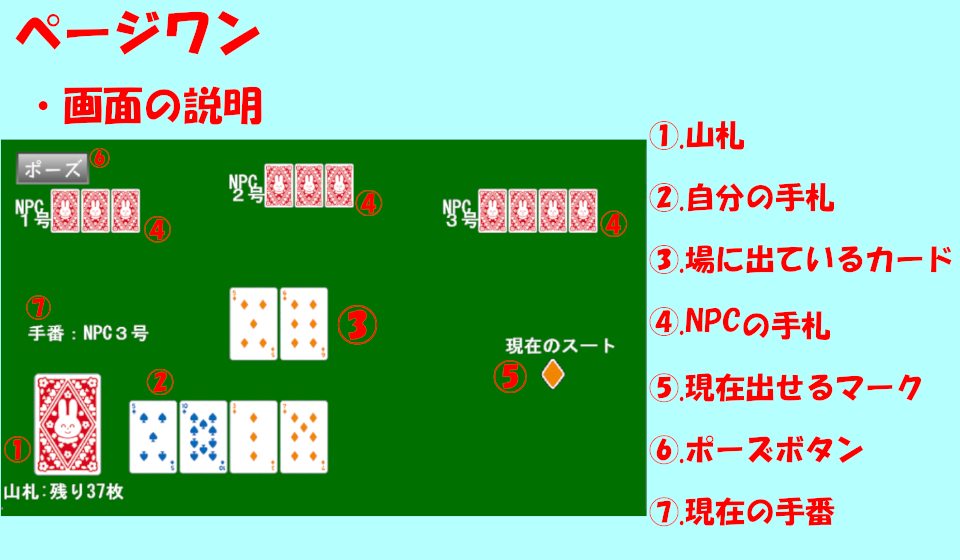 ページワン
・画面の説明
ポーズ ⑥
NPC
1号
④
NPC
2号
④
NPC
3号
④
⑦
手番:NPC3号
③
現在のスート
⑤
②
①
山札:残り37枚
①.山札
②.自分の手札
③.場に出ているカード
④.NPCの手札
⑤.現在出せるマーク
⑥.ポーズボタン
⑦.現在の手番